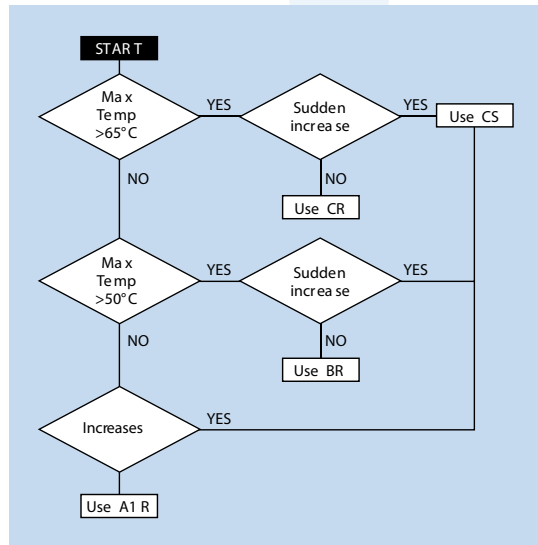 START
Max
Temp
>65°C
YES
Sudden
increase
YES
Use CS
NO
NO
Use CR
Max
Temp
>50°C
YES
Sudden
increase
YES
NO
NO
Use BR
Increases
YES
Use A1R